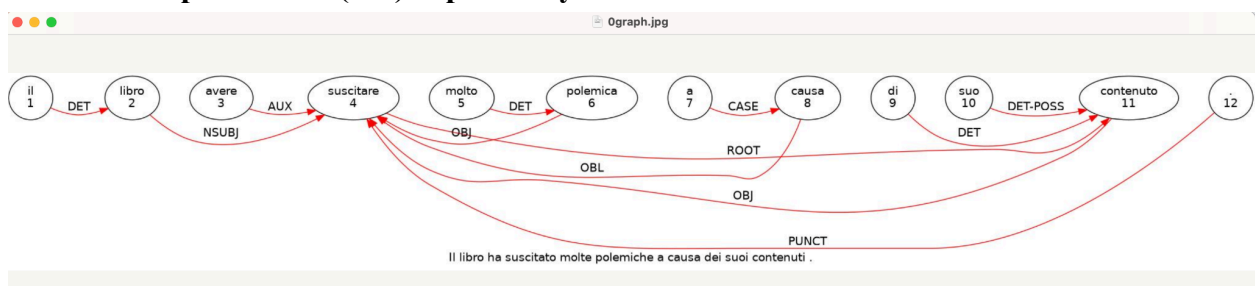 0graph.jpg
il libro avere suscitare molto polemica a causa di suo contenuto .
1 2 3 4 5 6 7 8 9 10 11 12
DET AUX DET CASE DET-POSS
NSUBJ OBJ DET
ROOT
OBL
OBJ
PUNCT
Il libro ha suscitato molte polemiche a causa dei suoi contenuti .